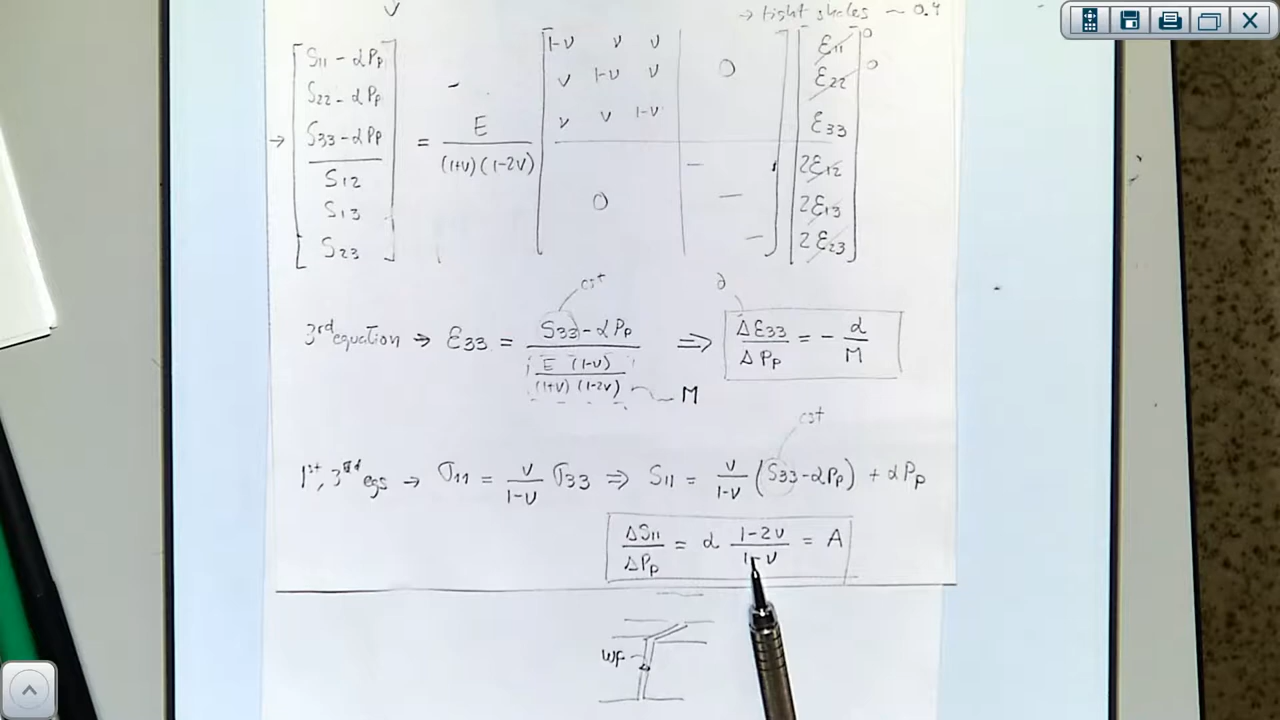 → tight shales ~ 0.4
[S11 - αPp
S22 - αPp
→ S33 - αPp
S12
S13
S23] = E / (1+ν)(1-2ν)
[1-ν ν ν 0
ν 1-ν ν
ν ν 1-ν
0]
[ε11 0
ε22 0
ε33
2ε12
2ε13
2ε23]
cst
3rd equation → ε33 = (S33 - αPp) / (E (1-ν) / (1+ν)(1-2ν)) ⇒ Δε33 / ΔPp = - α / M
M
cst
1st, 3rd eqs → σ11 = ν / 1-ν σ33 ⇒ S11 = ν / 1-ν (S33 - αPp) + αPp
ΔS11 / ΔPp = α 1-2ν / 1-ν = A
WF